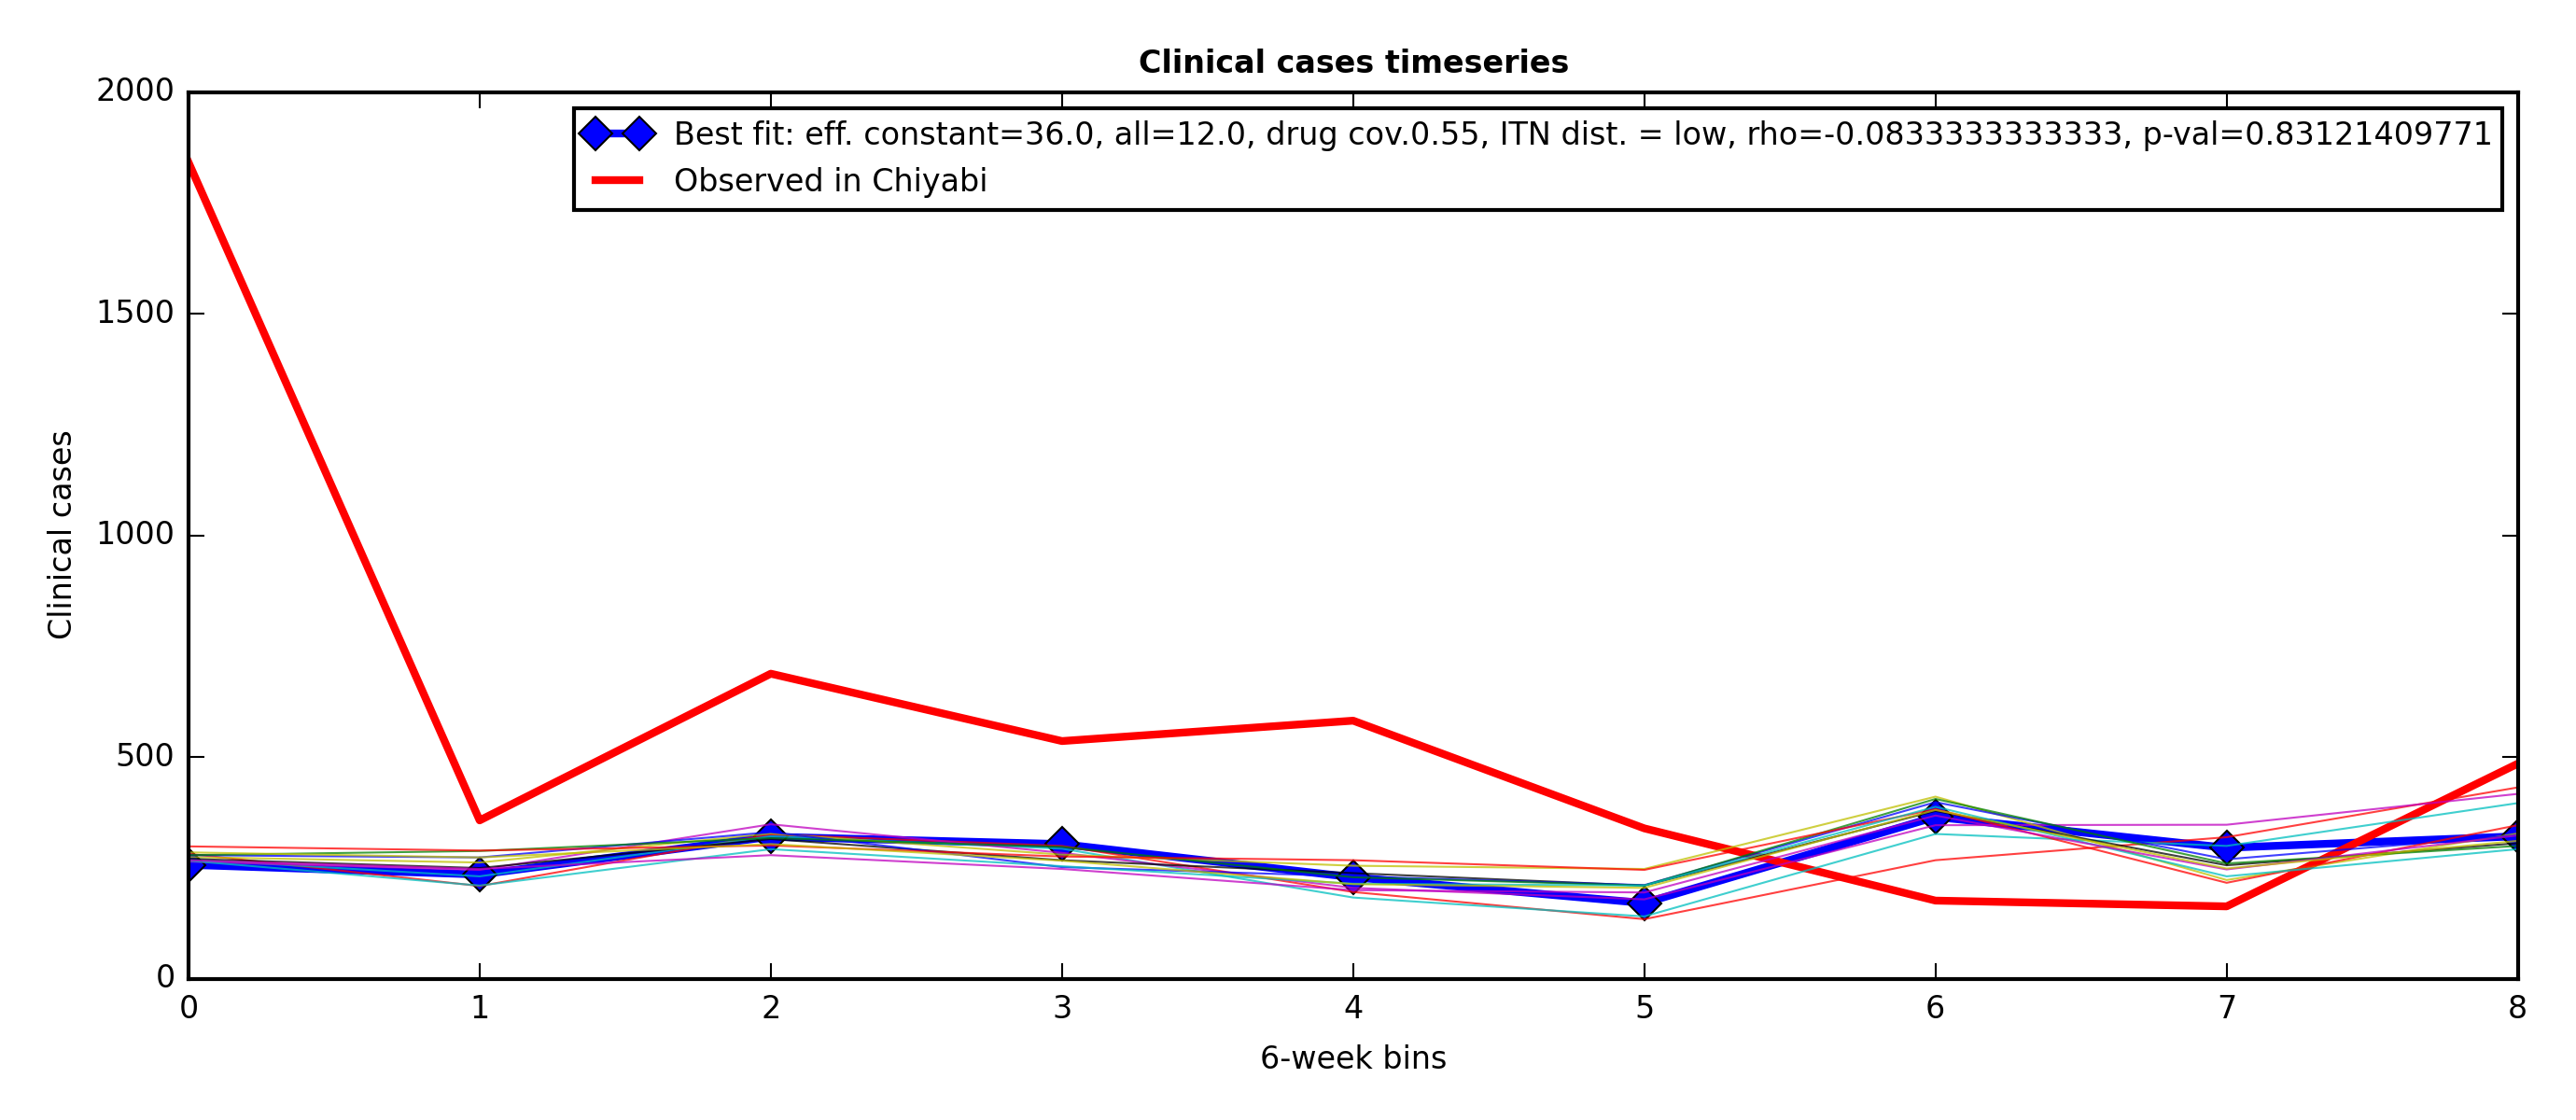 Clinical cases timeseries
2000
1500
1000
500
0
Clinical cases
Best fit: eff. constant=36.0, all=12.0, drug cov.0.55, ITN dist. = low, rho=-0.0833333333333, p-val=0.83121409771
Observed in Chiyabi
0 1 2 3 4 5 6 7 8
6-week bins